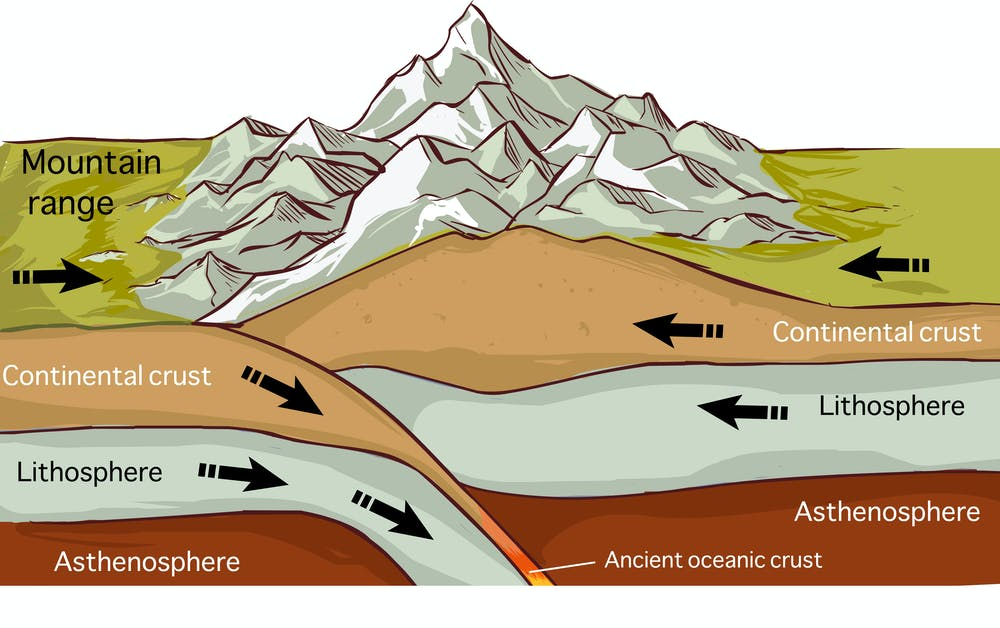 Mountain
range
Continental crust
Continental crust
Lithosphere
Lithosphere
Asthenosphere
Asthenosphere
Ancient oceanic crust